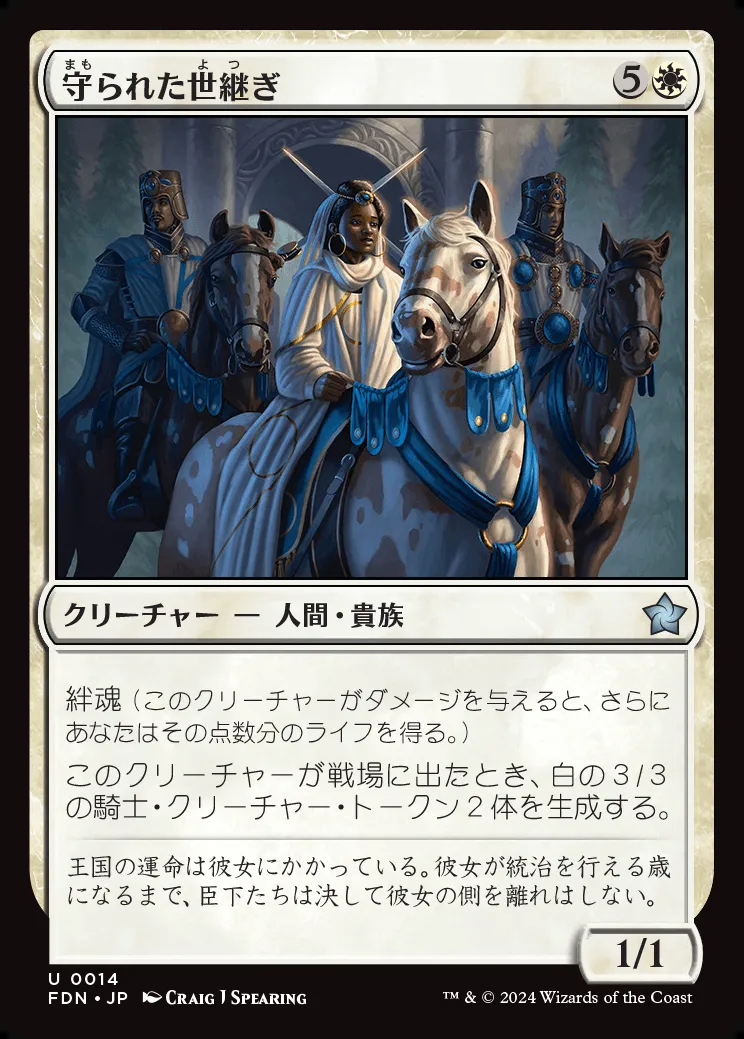 守られた世継ぎ
まも よつ
5
クリーチャー — 人間・貴族
絆魂（このクリーチャーがダメージを与えると、さらに
あなたはその点数分のライフを得る。）
このクリーチャーが戦場に出たとき、白の３/３
の騎士・クリーチャー・トークン２体を生成する。
王国の運命は彼女にかかっている。彼女が統治を行える歳
になるまで、臣下たちは決して彼女の側を離れはしない。
1/1
U 0014
FDN • JP Craig J Spearing
™ & © 2024 Wizards of the Coast